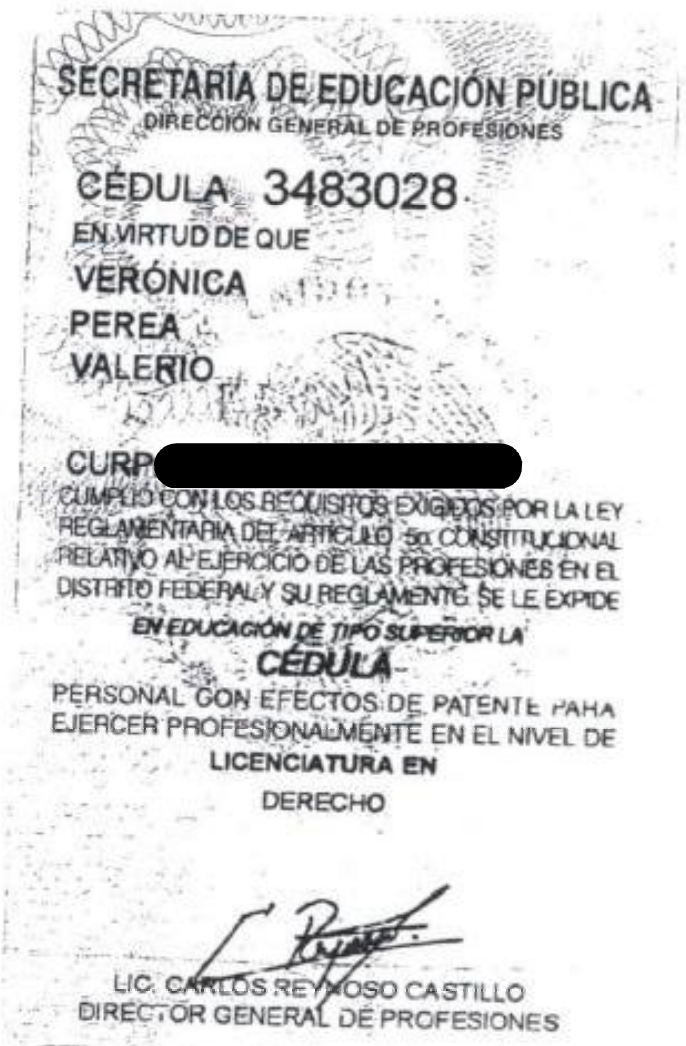 SECRETARÍA DE EDUCACIÓN PÚBLICA
DIRECCIÓN GENERAL DE PROFESIONES
CÉDULA 3483028
EN VIRTUD DE QUE
VERÓNICA
PEREA
VALERIO
CURP
CUMPLIO CON LOS REQUISITOS EXIGIDOS POR LA LEY
REGLAMENTARIA DEL ARTÍCULO 5o. CONSTITUCIONAL
RELATIVO AL EJERCICIO DE LAS PROFESIONES EN EL
DISTRITO FEDERAL Y SU REGLAMENTO SE LE EXPIDE
EN EDUCACIÓN DE TIPO SUPERIOR LA
CÉDULA
PERSONAL CON EFECTOS DE PATENTE PARA
EJERCER PROFESIONALMENTE EN EL NIVEL DE
LICENCIATURA EN
DERECHO
LIC. CARLOS REYNOSO CASTILLO
DIRECTOR GENERAL DE PROFESIONES